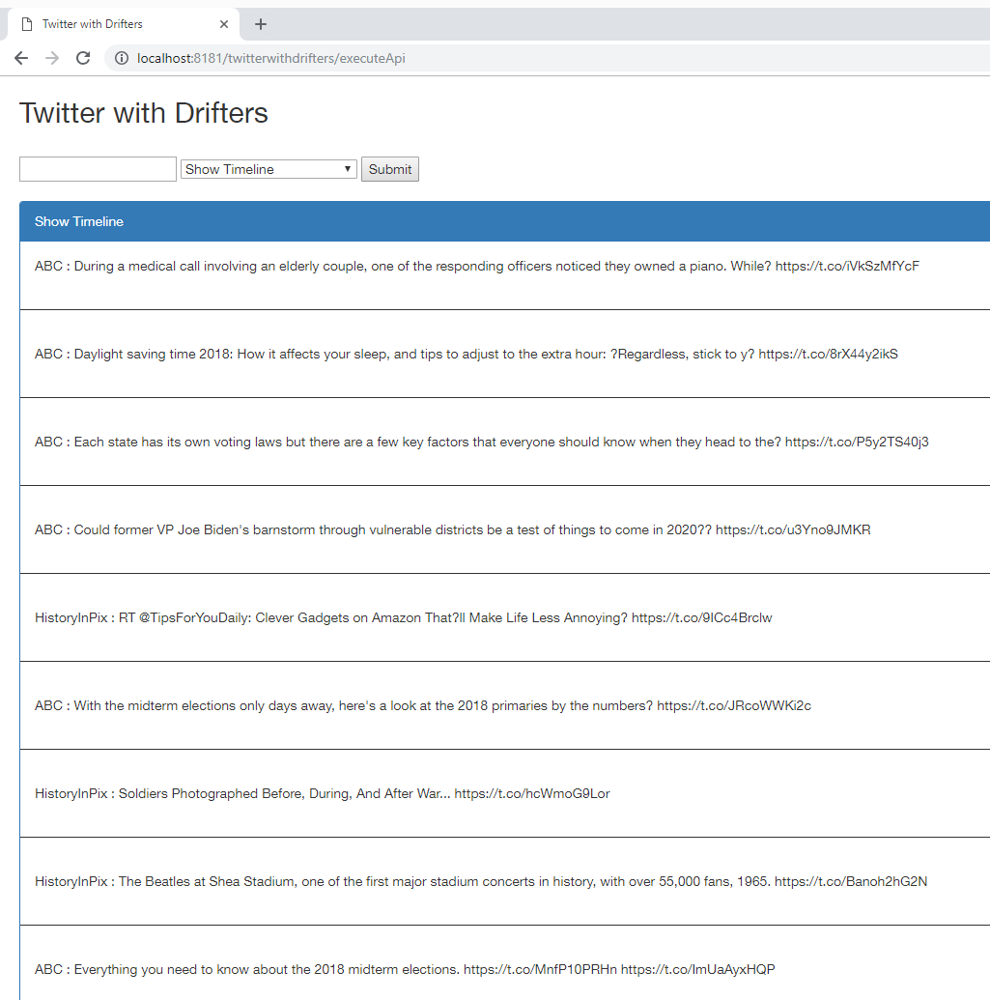 Twitter with Drifters
localhost:8181/twitterwithdrifters/executeApi
Twitter with Drifters
Show Timeline Submit
Show Timeline
ABC : During a medical call involving an elderly couple, one of the responding officers noticed they owned a piano. While? https://t.co/iVkSzMfYcF
ABC : Daylight saving time 2018: How it affects your sleep, and tips to adjust to the extra hour: ?Regardless, stick to y? https://t.co/8rX44y2ikS
ABC : Each state has its own voting laws but there are a few key factors that everyone should know when they head to the? https://t.co/P5y2TS40j3
ABC : Could former VP Joe Biden's barnstorm through vulnerable districts be a test of things to come in 2020?? https://t.co/u3Yno9JMKR
HistoryInPix : RT @TipsForYouDaily: Clever Gadgets on Amazon That?ll Make Life Less Annoying? https://t.co/9ICc4Brclw
ABC : With the midterm elections only days away, here's a look at the 2018 primaries by the numbers? https://t.co/JRcoWWKi2c
HistoryInPix : Soldiers Photographed Before, During, And After War... https://t.co/hcWmoG9Lor
HistoryInPix : The Beatles at Shea Stadium, one of the first major stadium concerts in history, with over 55,000 fans, 1965. https://t.co/Banoh2hG2N
ABC : Everything you need to know about the 2018 midterm elections. https://t.co/MnfP10PRHn https://t.co/ImUaAyxHQP